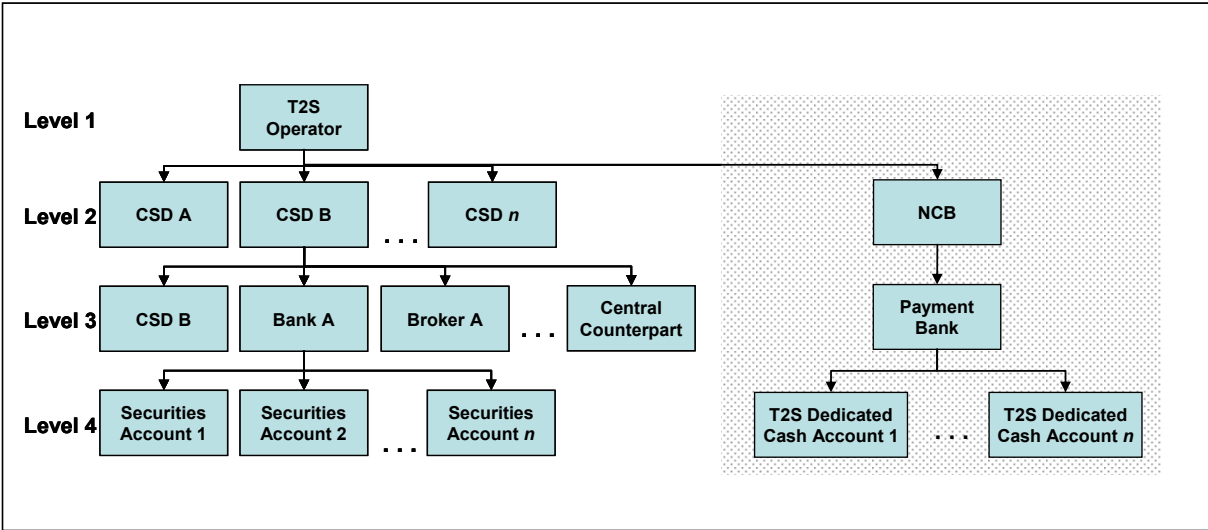 Level 1
T2S
Operator
Level 2
CSD A
CSD B
. . .
CSD n
NCB
Level 3
CSD B
Bank A
Broker A
. . .
Central
Counterpart
Payment
Bank
Level 4
Securities
Account 1
Securities
Account 2
. . .
Securities
Account n
T2S Dedicated
Cash Account 1
. . .
T2S Dedicated
Cash Account n